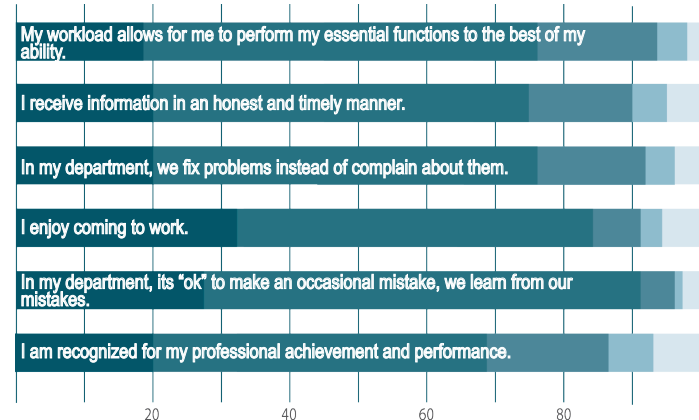 My workload allows for me to perform my essential functions to the best of my
ability.
I receive information in an honest and timely manner.
In my department, we fix problems instead of complain about them.
I enjoy coming to work.
In my department, its “ok” to make an occasional mistake, we learn from our
mistakes.
I am recognized for my professional achievement and performance.
20 40 60 80